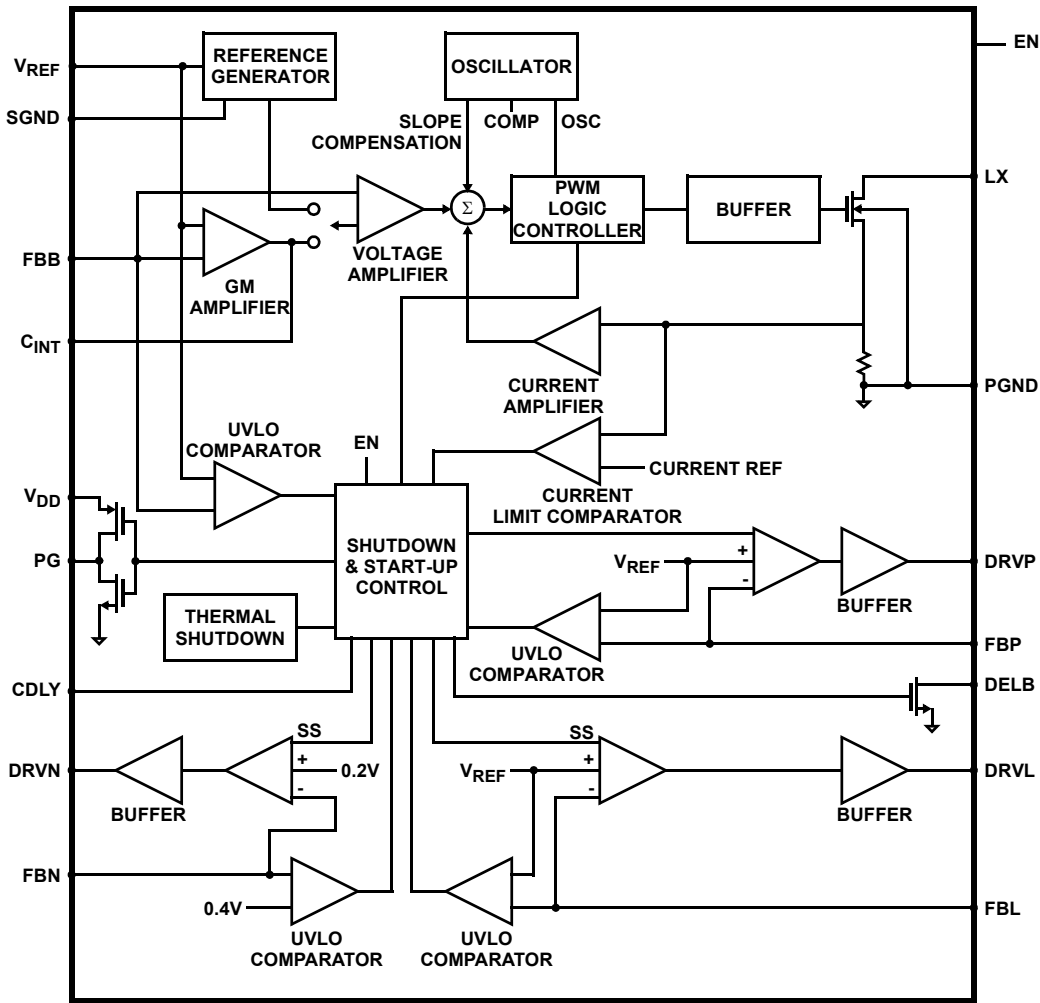 EN
VREF
REFERENCE
GENERATOR
OSCILLATOR
SGND
SLOPE
COMPENSATION
COMP
OSC
LX
PWM
LOGIC
CONTROLLER
BUFFER
Σ
FBB
VOLTAGE
AMPLIFIER
GM
AMPLIFIER
CINT
CURRENT
AMPLIFIER
PGND
UVLO
COMPARATOR
EN
CURRENT REF
VDD
CURRENT
LIMIT COMPARATOR
PG
SHUTDOWN
& START-UP
CONTROL
VREF
+
-
BUFFER
DRVP
THERMAL
SHUTDOWN
UVLO
COMPARATOR
FBP
CDLY
DELB
SS
+
0.2V
-
DRVN
BUFFER
SS
VREF
+
-
BUFFER
DRVL
FBN
0.4V
UVLO
COMPARATOR
UVLO
COMPARATOR
FBL